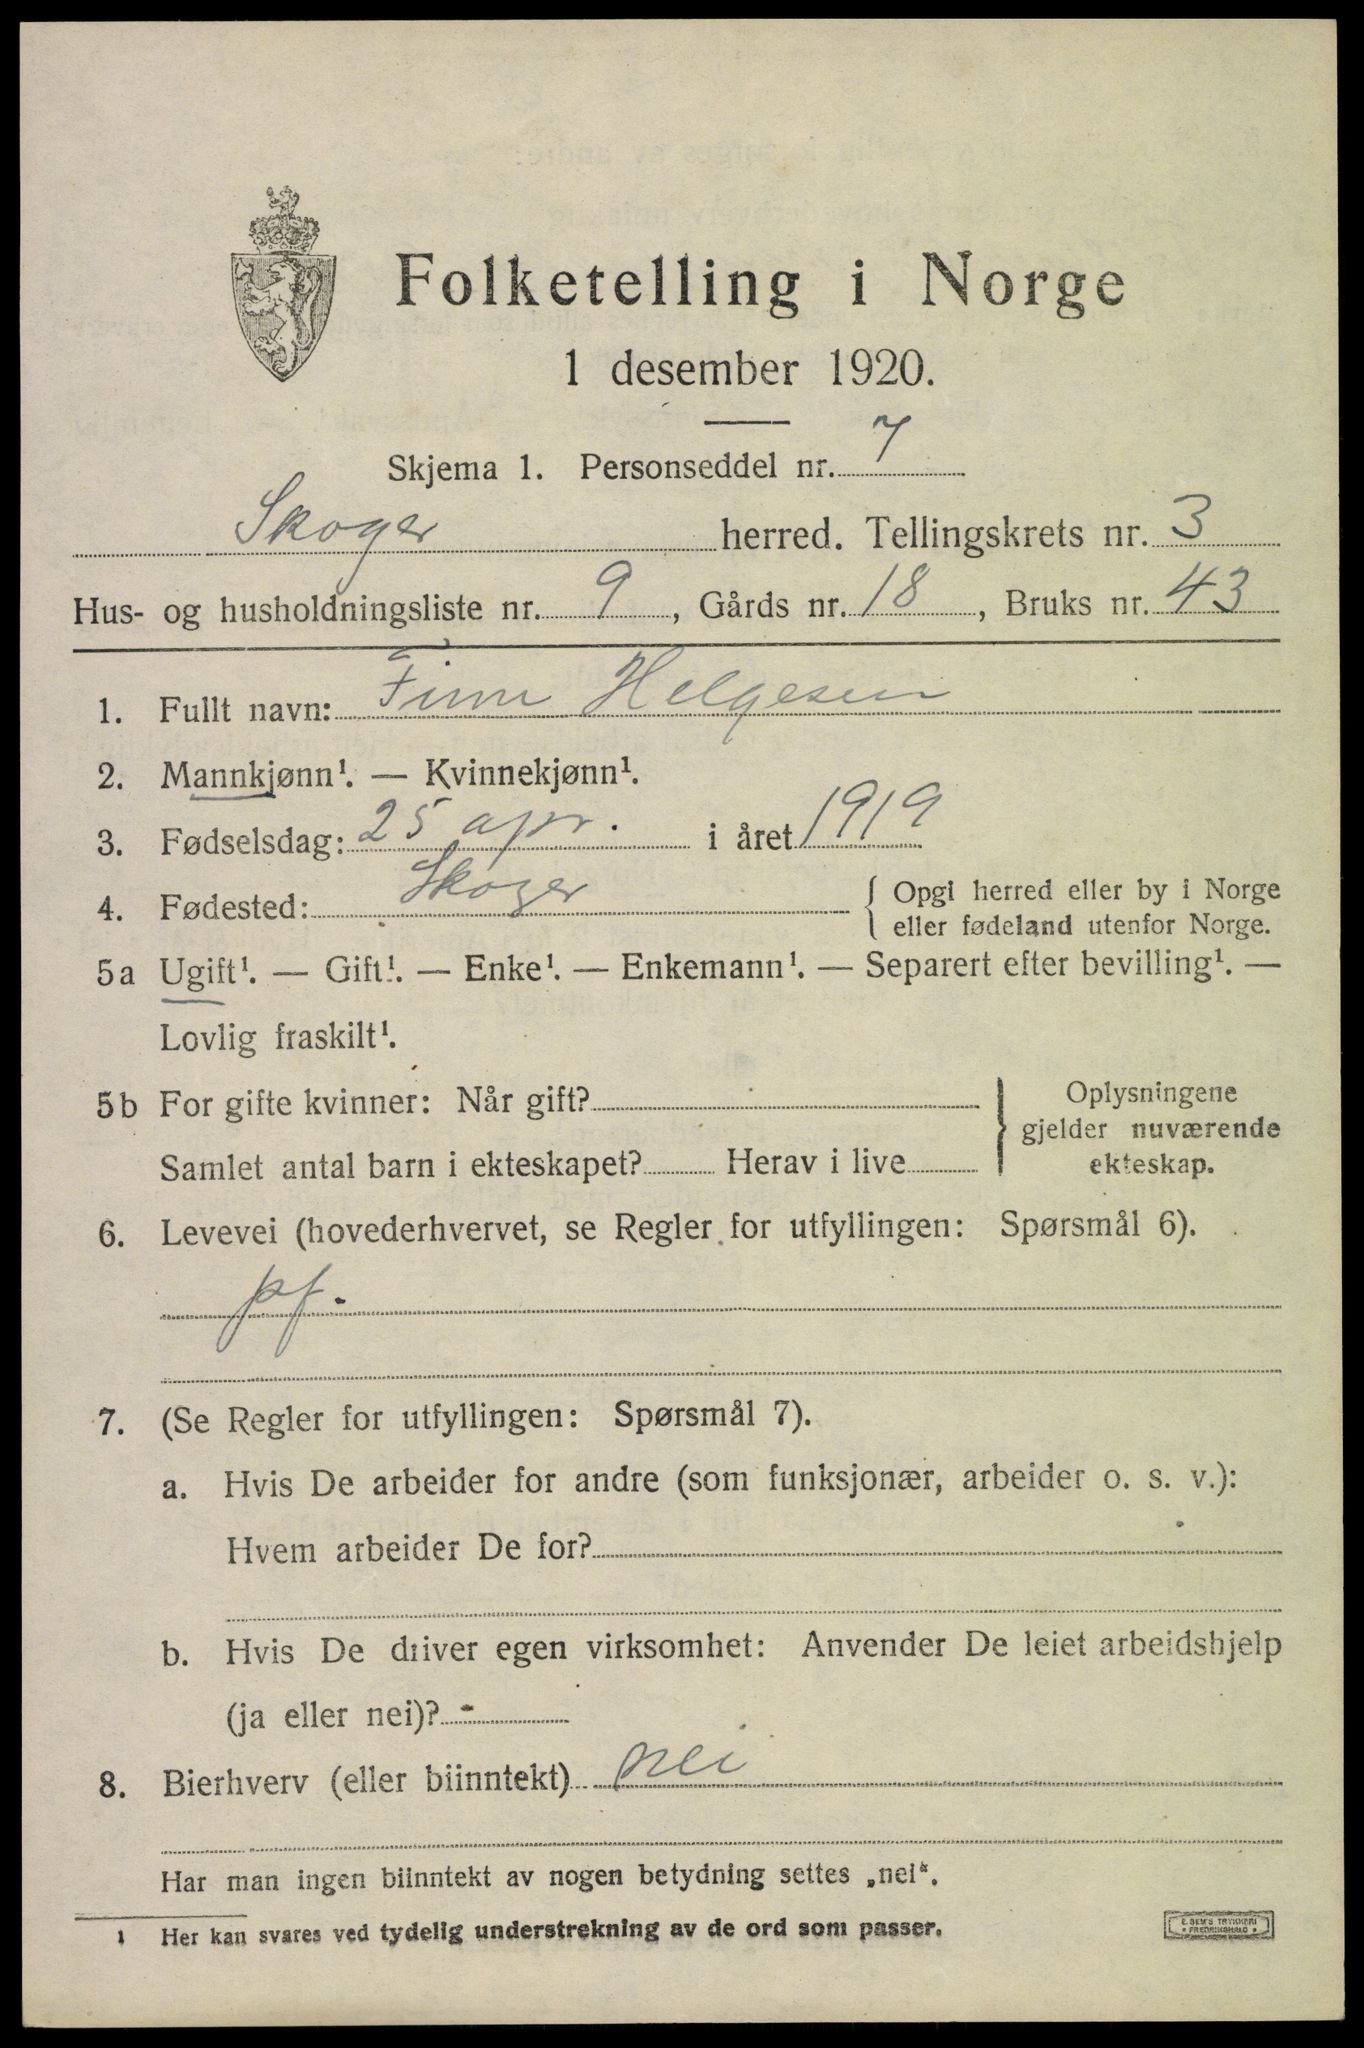 Folketelling i Norge
1 desember 1920.
Skjema 1. Personseddel nr. 7
Skoger herred. Tellingskrets nr. 3
Hus- og husholdningsliste nr. 9, Gårds nr. 18, Bruks nr. 43
1. Fullt navn: Finn Helgesen
2. Mannkjønn¹. — Kvinnekjønn¹.
3. Fødselsdag: 25 apr. i året 1919
4. Fødested: Skoger { Opgi herred eller by i Norge
eller fødeland utenfor Norge.
5a Ugift¹. — Gift¹. — Enke¹. — Enkemann¹. — Separert efter bevilling¹. —
Lovlig fraskilt¹.
5b For gifte kvinner: Når gift? } Oplysningene
gjelder nuværende
Samlet antal barn i ekteskapet? Herav i live ekteskap.
6. Levevei (hovederhvervet, se Regler for utfyllingen: Spørsmål 6).
pf.
7. (Se Regler for utfyllingen: Spørsmål 7).
a. Hvis De arbeider for andre (som funksjonær, arbeider o. s. v.):
Hvem arbeider De for?
b. Hvis De driver egen virksomhet: Anvender De leiet arbeidshjelp
(ja eller nei)? -
8. Bierhverv (eller biinntekt) nei
Har man ingen biinntekt av nogen betydning settes „nei“.
1 Her kan svares ved tydelig understrekning av de ord som passer.
E. SEM'S TRYKKERI
• FREDRIKSHALD •